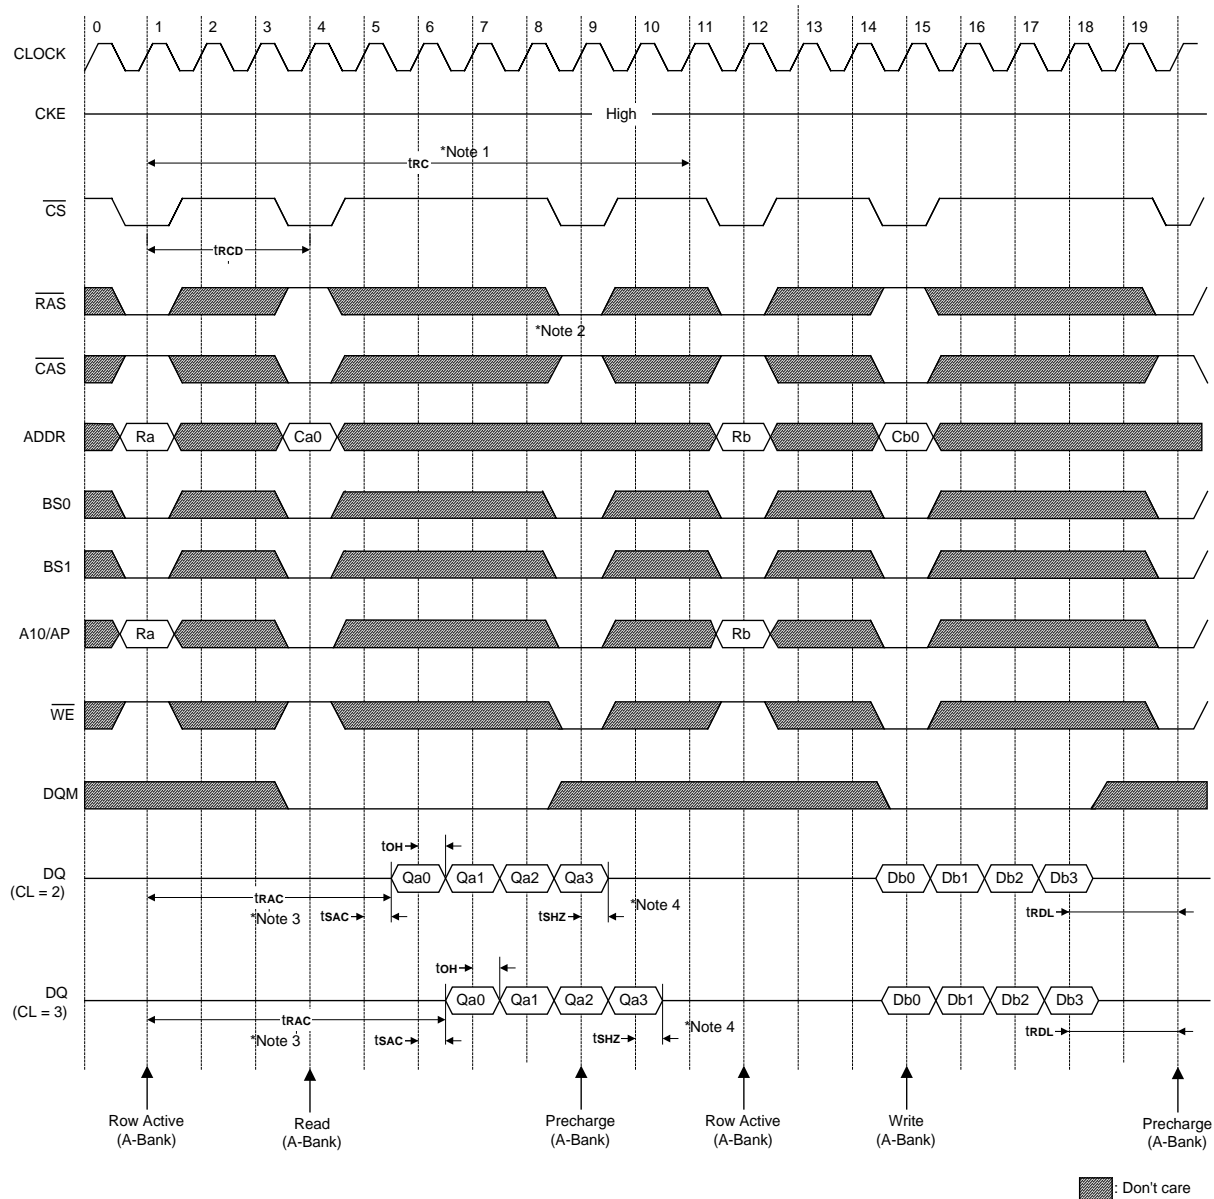 0 1 2 3 4 5 6 7 8 9 10 11 12 13 14 15 16 17 18 19
CLOCK
CKE High
tRC *Note 1
CS
tRCD
RAS
*Note 2
CAS
ADDR Ra Ca0 Rb Cb0
BS0
BS1
A10/AP Ra Rb
WE
DQM
tOH
DQ Qa0 Qa1 Qa2 Qa3 Db0 Db1 Db2 Db3
(CL = 2)
tRAC
*Note 3 tSAC tSHZ *Note 4 tRDL
tOH
DQ Qa0 Qa1 Qa2 Qa3 Db0 Db1 Db2 Db3
(CL = 3)
tRAC
*Note 3 tSAC tSHZ *Note 4 tRDL
Row Active Read Precharge Row Active Write Precharge
(A-Bank) (A-Bank) (A-Bank) (A-Bank) (A-Bank) (A-Bank)
: Don't care